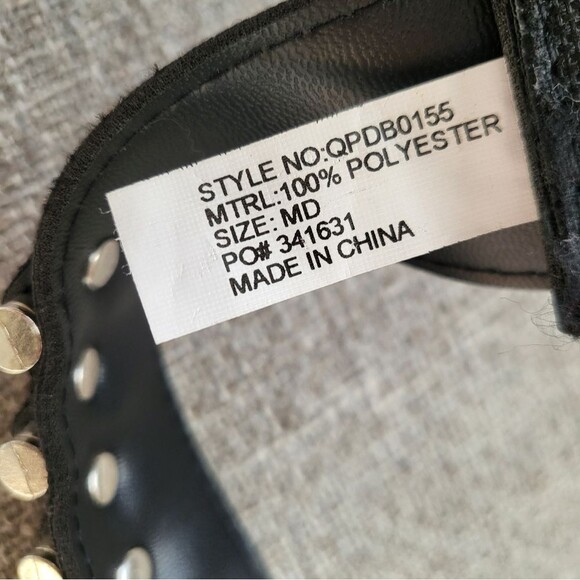 STYLE NO:QPDB0155
MTRL:100% POLYESTER
SIZE: MD
PO# 341631
MADE IN CHINA